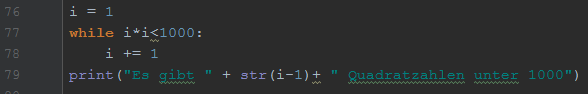 76 i = 1
77 while i*i<1000:
78 i += 1
79 print("Es gibt " + str(i-1)+ " Quadratzahlen unter 1000")